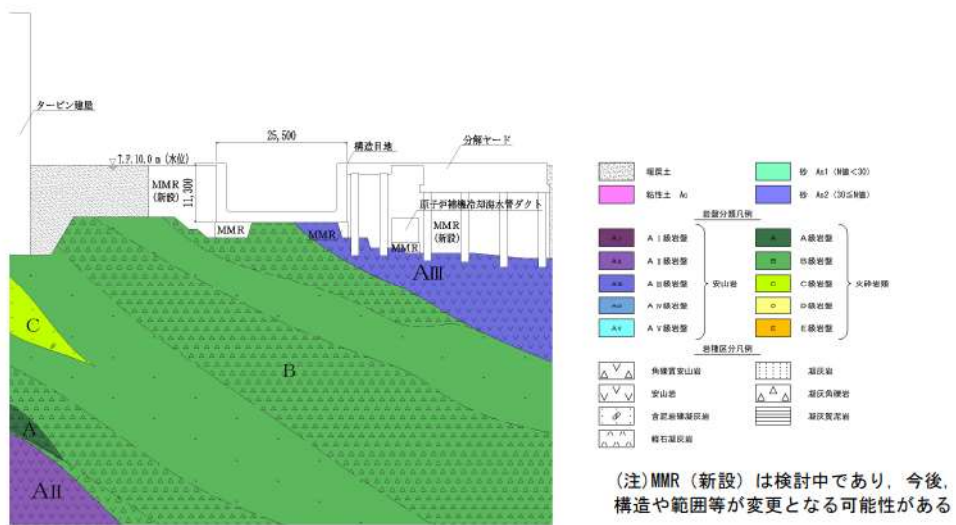 タービン建屋
T.P.10.0 m (水位)
25,500
11,300
構造目地
分解ヤード
MMR
(新設)
原子炉補機冷却海水管ダクト
MMR
MMR
MMR
MMR
(新設)
AⅢ
C
B
A
AⅡ
埋戻土
砂 As1 (N値<30)
粘性土 Ac
砂 As2 (30≦N値)
岩盤分類凡例
AⅠ級岩盤
AⅡ級岩盤
AⅢ級岩盤
AⅣ級岩盤
AⅤ級岩盤
安山岩
A A級岩盤
B B級岩盤
C C級岩盤
D D級岩盤
E E級岩盤
火砕岩類
岩種区分凡例
角礫質安山岩
凝灰岩
安山岩
凝灰角礫岩
含泥岩礫凝灰岩
凝灰質泥岩
軽石凝灰岩
(注)MMR（新設）は検討中であり，今後，
構造や範囲等が変更となる可能性がある